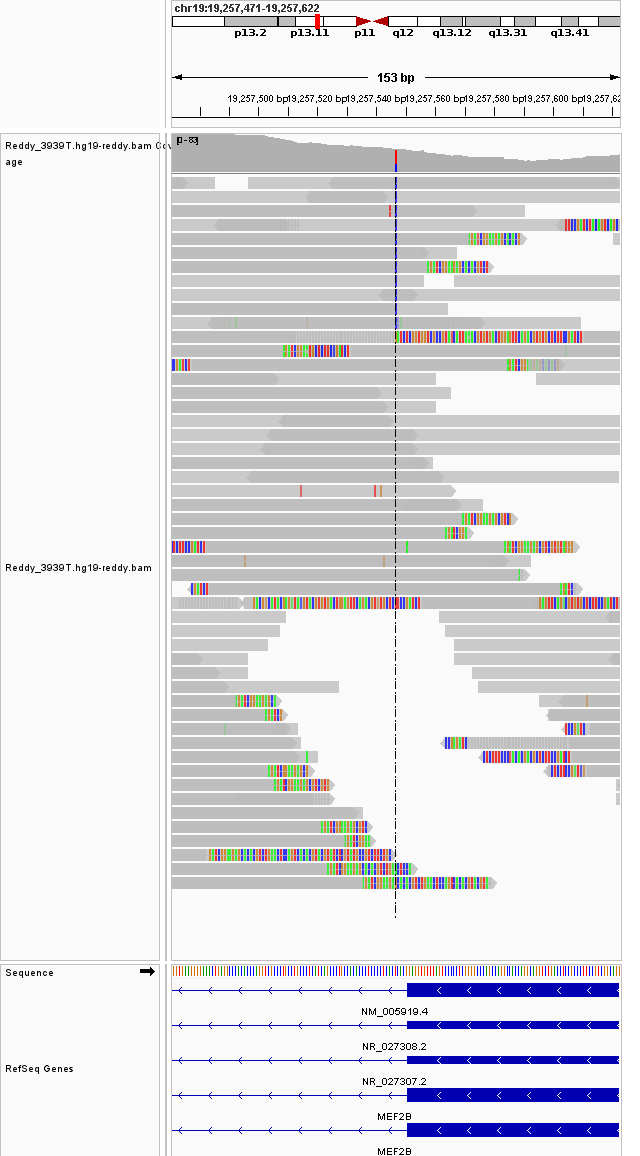 chr19:19,257,471-19,257,622
p13.2 p13.11 p11 q12 q13.12 q13.31 q13.41
153 bp
19,257,500 bp 19,257,520 bp 19,257,540 bp 19,257,560 bp 19,257,580 bp 19,257,600 bp 19,257,62
Reddy_3939T.hg19-reddy.bam Cov
age
[0-83]
Reddy_3939T.hg19-reddy.bam
Sequence
NM_005919.4
NR_027308.2
RefSeq Genes
NR_027307.2
MEF2B
MEF2B